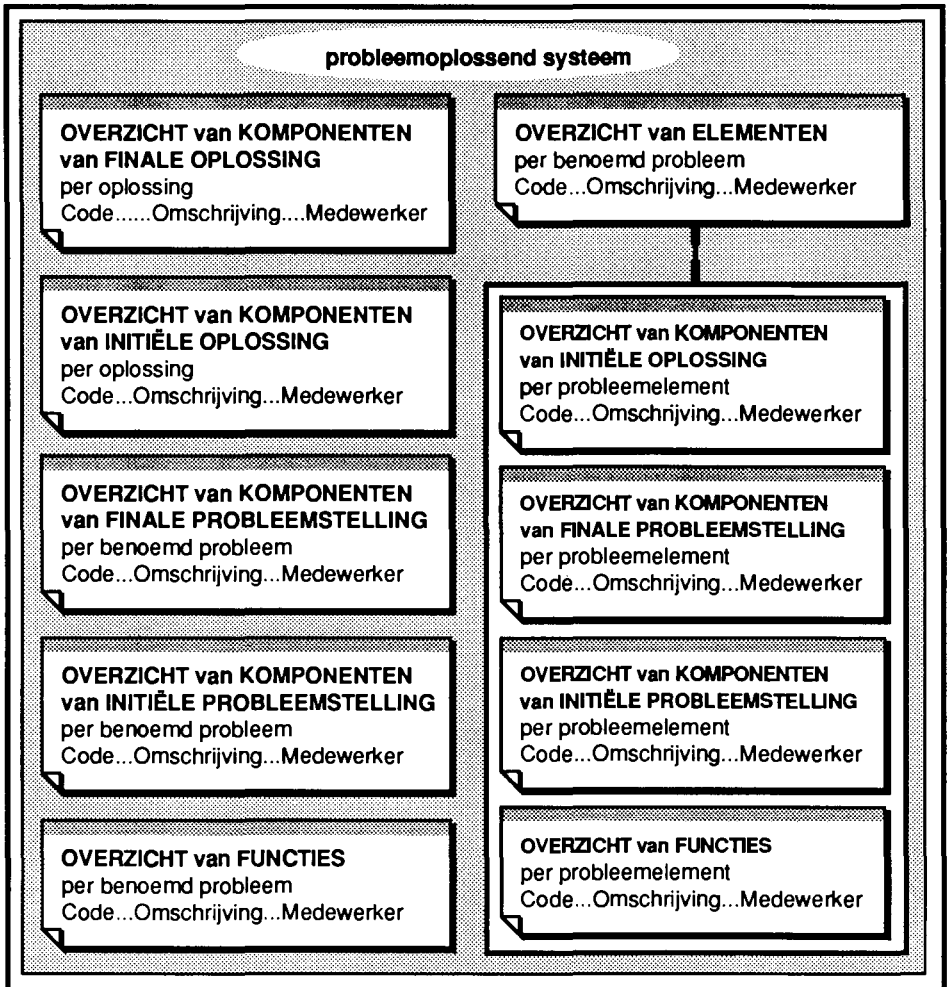 probleemoplossend systeem
OVERZICHT van KOMPONENTEN
van FINALE OPLOSSING
per oplossing
Code......Omschrijving....Medewerker
OVERZICHT van KOMPONENTEN
van INITIËLE OPLOSSING
per oplossing
Code...Omschrijving...Medewerker
OVERZICHT van KOMPONENTEN
van FINALE PROBLEEMSTELLING
per benoemd probleem
Code...Omschrijving...Medewerker
OVERZICHT van KOMPONENTEN
van INITIËLE PROBLEEMSTELLING
per benoemd probleem
Code...Omschrijving...Medewerker
OVERZICHT van FUNCTIES
per benoemd probleem
Code...Omschrijving...Medewerker
OVERZICHT van ELEMENTEN
per benoemd probleem
Code...Omschrijving...Medewerker
OVERZICHT van KOMPONENTEN
van INITIËLE OPLOSSING
per probleemelement
Code...Omschrijving...Medewerker
OVERZICHT van KOMPONENTEN
van FINALE PROBLEEMSTELLING
per probleemelement
Code...Omschrijving...Medewerker
OVERZICHT van KOMPONENTEN
van INITIËLE PROBLEEMSTELLING
per probleemelement
Code...Omschrijving...Medewerker
OVERZICHT van FUNCTIES
per probleemelement
Code...Omschrijving...Medewerker